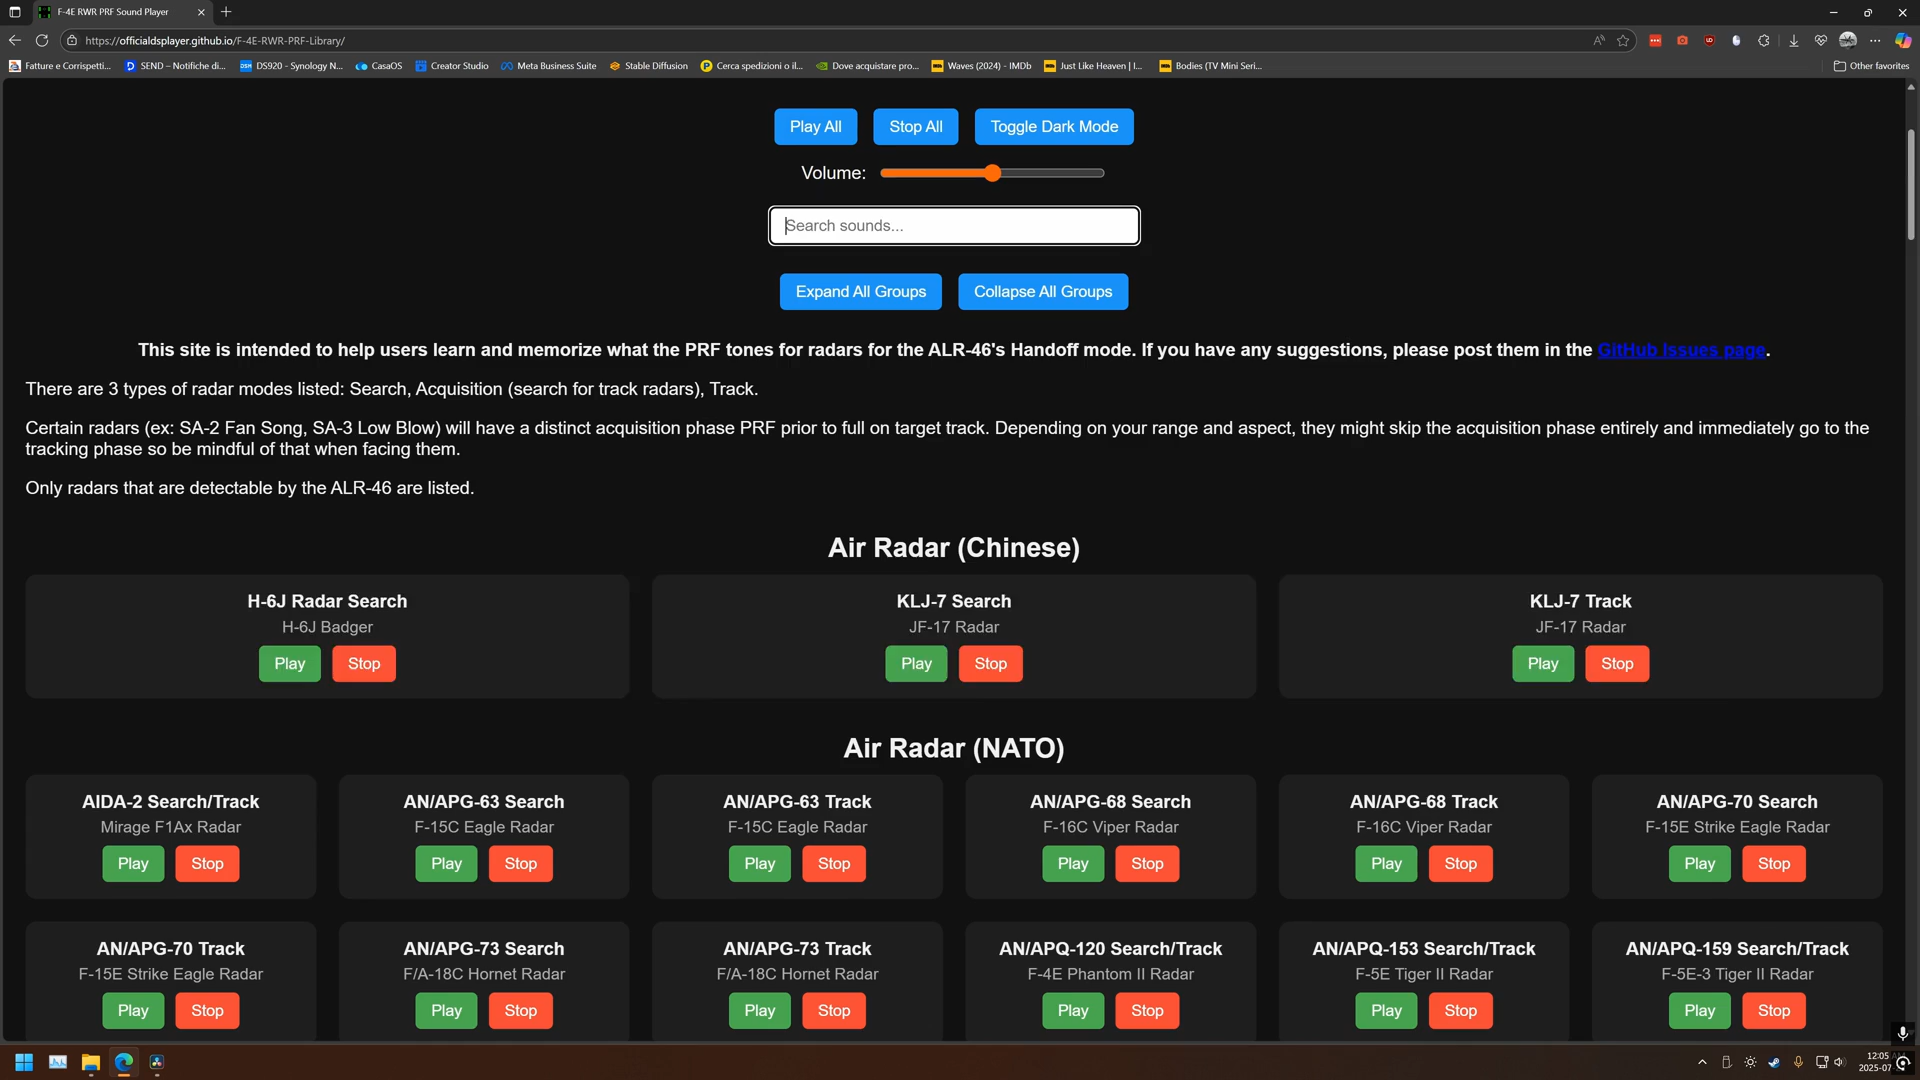 F-4E RWR PRF Sound Player
https://officialdsplayer.github.io/F-4E-RWR-PRF-Library/
Fatture e Corrispetti...
SEND – Notifiche di...
DS920 - Synology N...
CasaOS
Creator Studio
Meta Business Suite
Stable Diffusion
Cerca spedizioni o il...
Dove acquistare pro...
Waves (2024) - IMDb
Just Like Heaven | I...
Bodies (TV Mini Seri...
Other favorites
Play All
Stop All
Toggle Dark Mode
Volume:
Search sounds...
Expand All Groups
Collapse All Groups
This site is intended to help users learn and memorize what the PRF tones for radars for the ALR-46's Handoff mode. If you have any suggestions, please post them in the GitHub Issues page.
There are 3 types of radar modes listed: Search, Acquisition (search for track radars), Track.
Certain radars (ex: SA-2 Fan Song, SA-3 Low Blow) will have a distinct acquisition phase PRF prior to full on target track. Depending on your range and aspect, they might skip the acquisition phase entirely and immediately go to the
tracking phase so be mindful of that when facing them.
Only radars that are detectable by the ALR-46 are listed.
Air Radar (Chinese)
H-6J Radar Search
H-6J Badger
Play
Stop
KLJ-7 Search
JF-17 Radar
Play
Stop
KLJ-7 Track
JF-17 Radar
Play
Stop
Air Radar (NATO)
AIDA-2 Search/Track
Mirage F1Ax Radar
Play
Stop
AN/APG-63 Search
F-15C Eagle Radar
Play
Stop
AN/APG-63 Track
F-15C Eagle Radar
Play
Stop
AN/APG-68 Search
F-16C Viper Radar
Play
Stop
AN/APG-68 Track
F-16C Viper Radar
Play
Stop
AN/APG-70 Search
F-15E Strike Eagle Radar
Play
Stop
AN/APG-70 Track
F-15E Strike Eagle Radar
Play
Stop
AN/APG-73 Search
F/A-18C Hornet Radar
Play
Stop
AN/APG-73 Track
F/A-18C Hornet Radar
Play
Stop
AN/APQ-120 Search/Track
F-4E Phantom II Radar
Play
Stop
AN/APQ-153 Search/Track
F-5E Tiger II Radar
Play
Stop
AN/APQ-159 Search/Track
F-5E-3 Tiger II Radar
Play
Stop
12:05
2025-07-